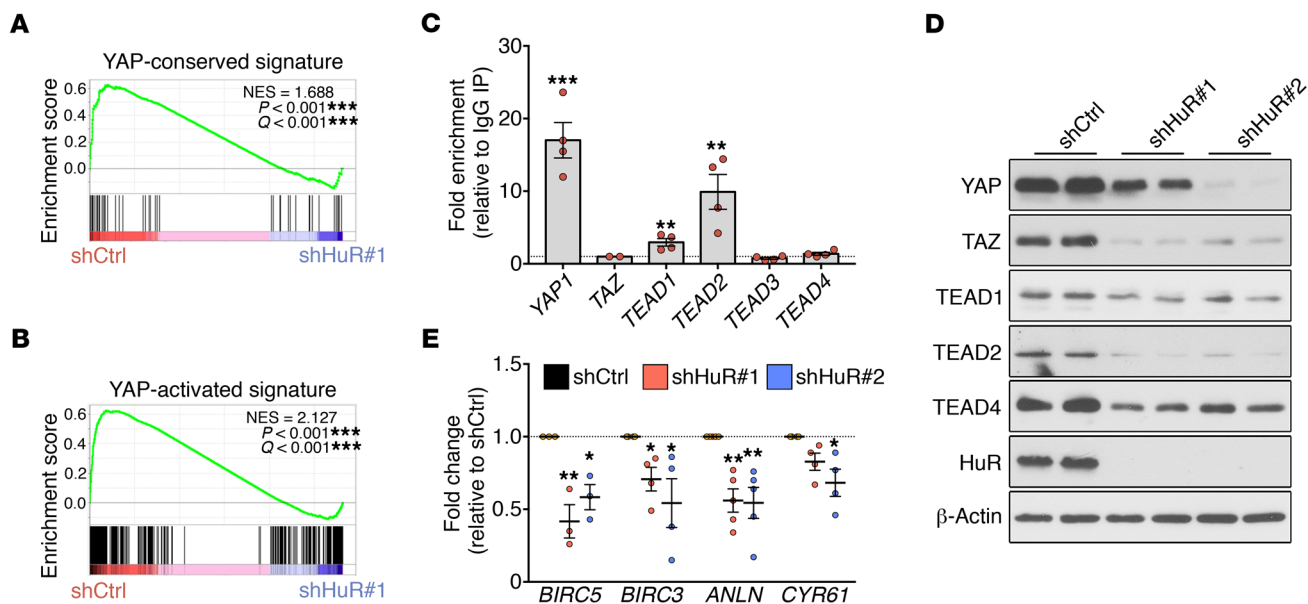 A
YAP-conserved signature
Enrichment score
0.6
0.4
0.2
0.0
NES = 1.688
P < 0.001***
Q < 0.001***
shCtrl
shHuR#1
B
YAP-activated signature
Enrichment score
0.6
0.4
0.2
0.0
NES = 2.127
P < 0.001***
Q < 0.001***
shCtrl
shHuR#1
C
Fold enrichment
(relative to IgG IP)
30
20
10
0
***
**
**
YAP1
TAZ
TEAD1
TEAD2
TEAD3
TEAD4
D
shCtrl
shHuR#1
shHuR#2
YAP
TAZ
TEAD1
TEAD2
TEAD4
HuR
β-Actin
E
Fold change
(relative to shCtrl)
1.5
1.0
0.5
0
shCtrl
shHuR#1
shHuR#2
**
*
*
*
**
**
*
BIRC5
BIRC3
ANLN
CYR61